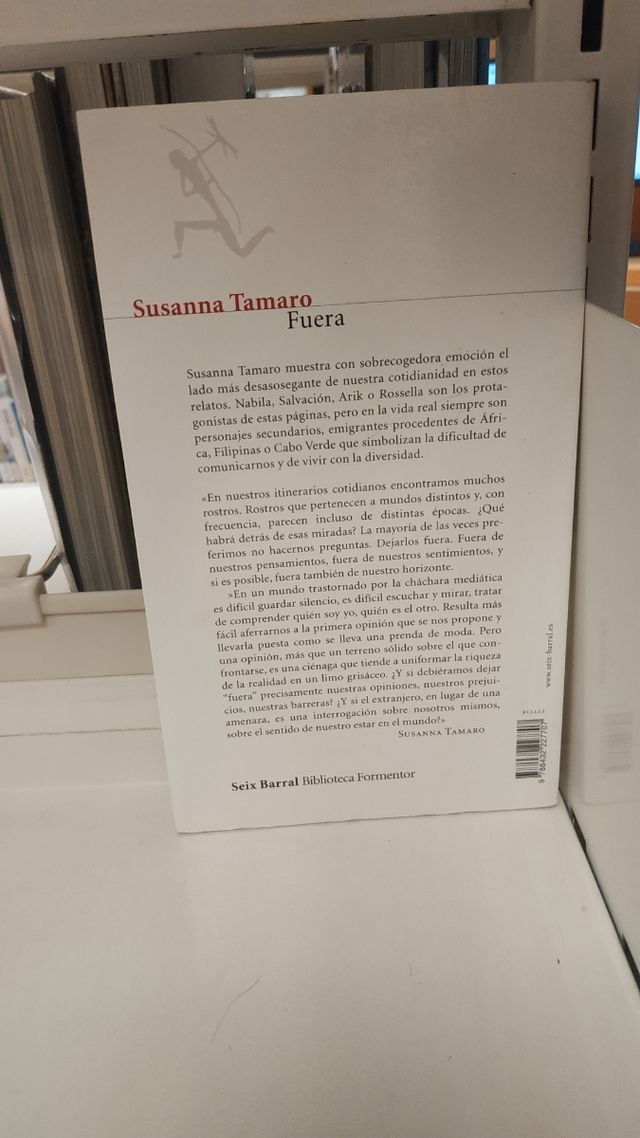 Susanna Tamaro
Fuera
Susanna Tamaro muestra con sobrecogedora emoción el
lado más desasosegante de nuestra cotidianidad en estos
relatos. Nabila, Salvación, Arik o Rossella son los prota-
gonistas de estas páginas, pero en la vida real siempre son
personajes secundarios, emigrantes procedentes de Áfri-
ca, Filipinas o Cabo Verde que simbolizan la dificultad de
comunicarnos y de vivir con la diversidad.
«En nuestros itinerarios cotidianos encontramos muchos
rostros. Rostros que pertenecen a mundos distintos y, con
frecuencia, parecen incluso de distintas épocas. ¿Qué
habrá detrás de esas miradas? La mayoría de las veces pre-
ferimos no hacernos preguntas. Dejarlos fuera. Fuera de
nuestros pensamientos, fuera de nuestros sentimientos, y
si es posible, fuera también de nuestro horizonte.
»En un mundo trastornado por la cháchara mediática
es difícil guardar silencio, es difícil escuchar y mirar, tratar
de comprender quién soy yo, quién es el otro. Resulta más
fácil aferrarnos a la primera opinión que se nos propone y
llevarla puesta como se lleva una prenda de moda. Pero
una opinión, más que un terreno sólido sobre el que con-
frontarse, es una ciénaga que tiende a uniformar la riqueza
de la realidad en un limo grisáceo. ¿Y si debiéramos dejar
"fuera" precisamente nuestras opiniones, nuestros prejui-
cios, nuestras barreras? ¿Y si el extranjero, en lugar de una
amenaza, es una interrogación sobre nosotros mismos,
sobre el sentido de nuestro estar en el mundo?»
SUSANNA TAMARO
Seix Barral Biblioteca Formentor
www.seix-barral.es
9 788432 227707